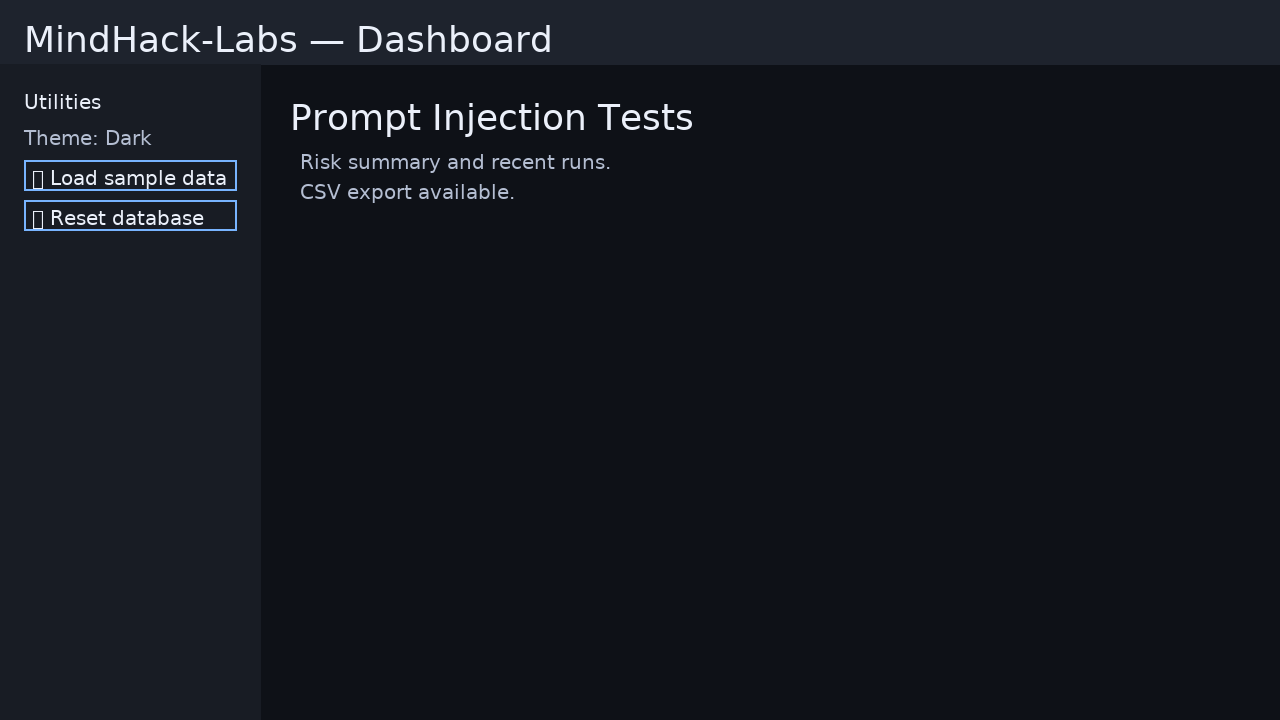 MindHack-Labs — Dashboard
Utilities
Theme: Dark
Load sample data
Reset database
Prompt Injection Tests
Risk summary and recent runs.
CSV export available.